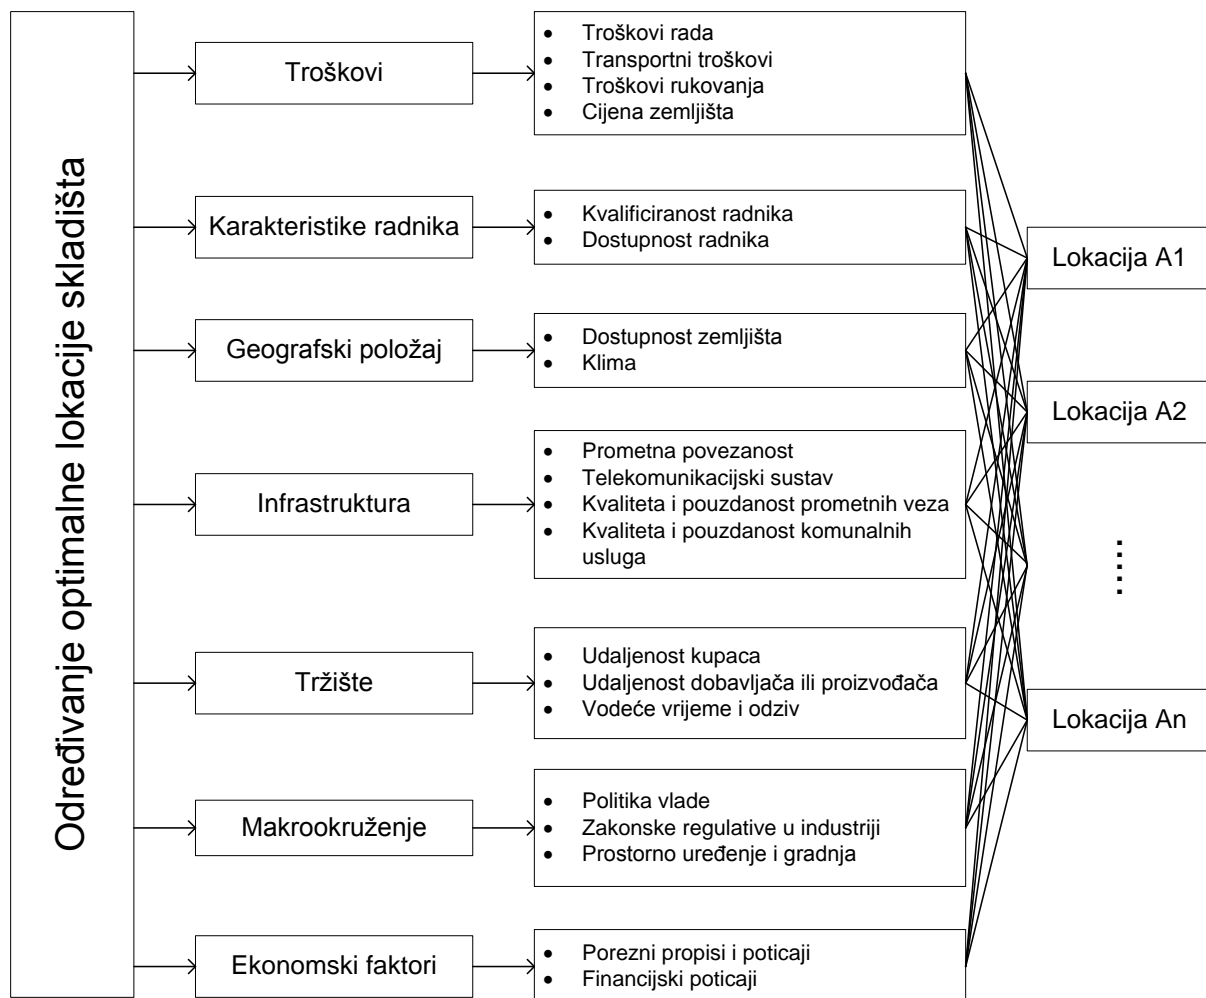 Određivanje optimalne lokacije skladišta
Troškovi
• Troškovi rada
• Transportni troškovi
• Troškovi rukovanja
• Cijena zemljišta
Karakteristike radnika
• Kvalificiranost radnika
• Dostupnost radnika
Geografski položaj
• Dostupnost zemljišta
• Klima
Infrastruktura
• Prometna povezanost
• Telekomunikacijski sustav
• Kvaliteta i pouzdanost prometnih veza
• Kvaliteta i pouzdanost komunalnih
usluga
Tržište
• Udaljenost kupaca
• Udaljenost dobavljača ili proizvođača
• Vodeće vrijeme i odziv
Makrookruženje
• Politika vlade
• Zakonske regulative u industriji
• Prostorno uređenje i gradnja
Ekonomski faktori
• Porezni propisi i poticaji
• Financijski poticaji
Lokacija A1
Lokacija A2
.....
Lokacija An